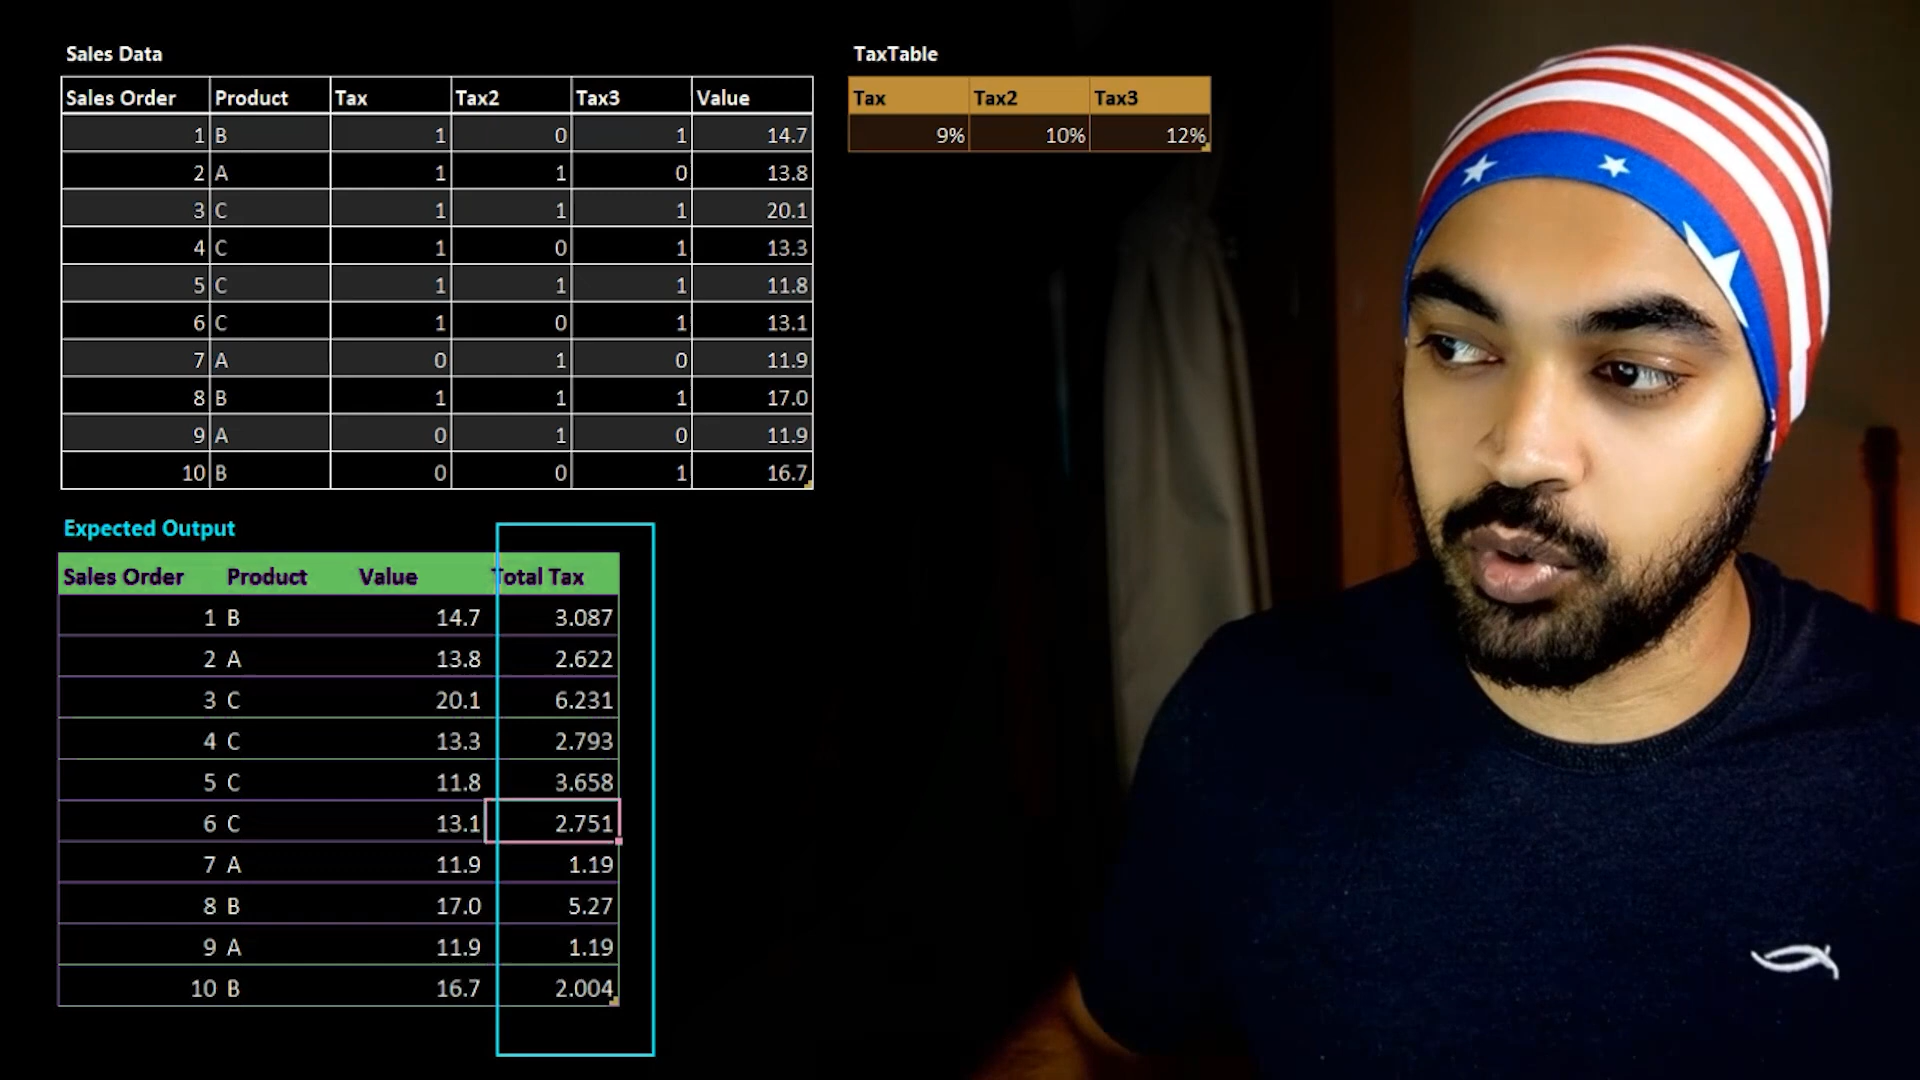 Sales Data
Sales Order Product Tax Tax2 Tax3 Value
1 B 1 0 1 14.7
2 A 1 1 0 13.8
3 C 1 1 1 20.1
4 C 1 0 1 13.3
5 C 1 1 1 11.8
6 C 1 0 1 13.1
7 A 0 1 0 11.9
8 B 1 1 1 17.0
9 A 0 1 0 11.9
10 B 0 0 1 16.7
TaxTable
Tax Tax2 Tax3
9% 10% 12%
Expected Output
Sales Order Product Value Total Tax
1 B 14.7 3.087
2 A 13.8 2.622
3 C 20.1 6.231
4 C 13.3 2.793
5 C 11.8 3.658
6 C 13.1 2.751
7 A 11.9 1.19
8 B 17.0 5.27
9 A 11.9 1.19
10 B 16.7 2.004